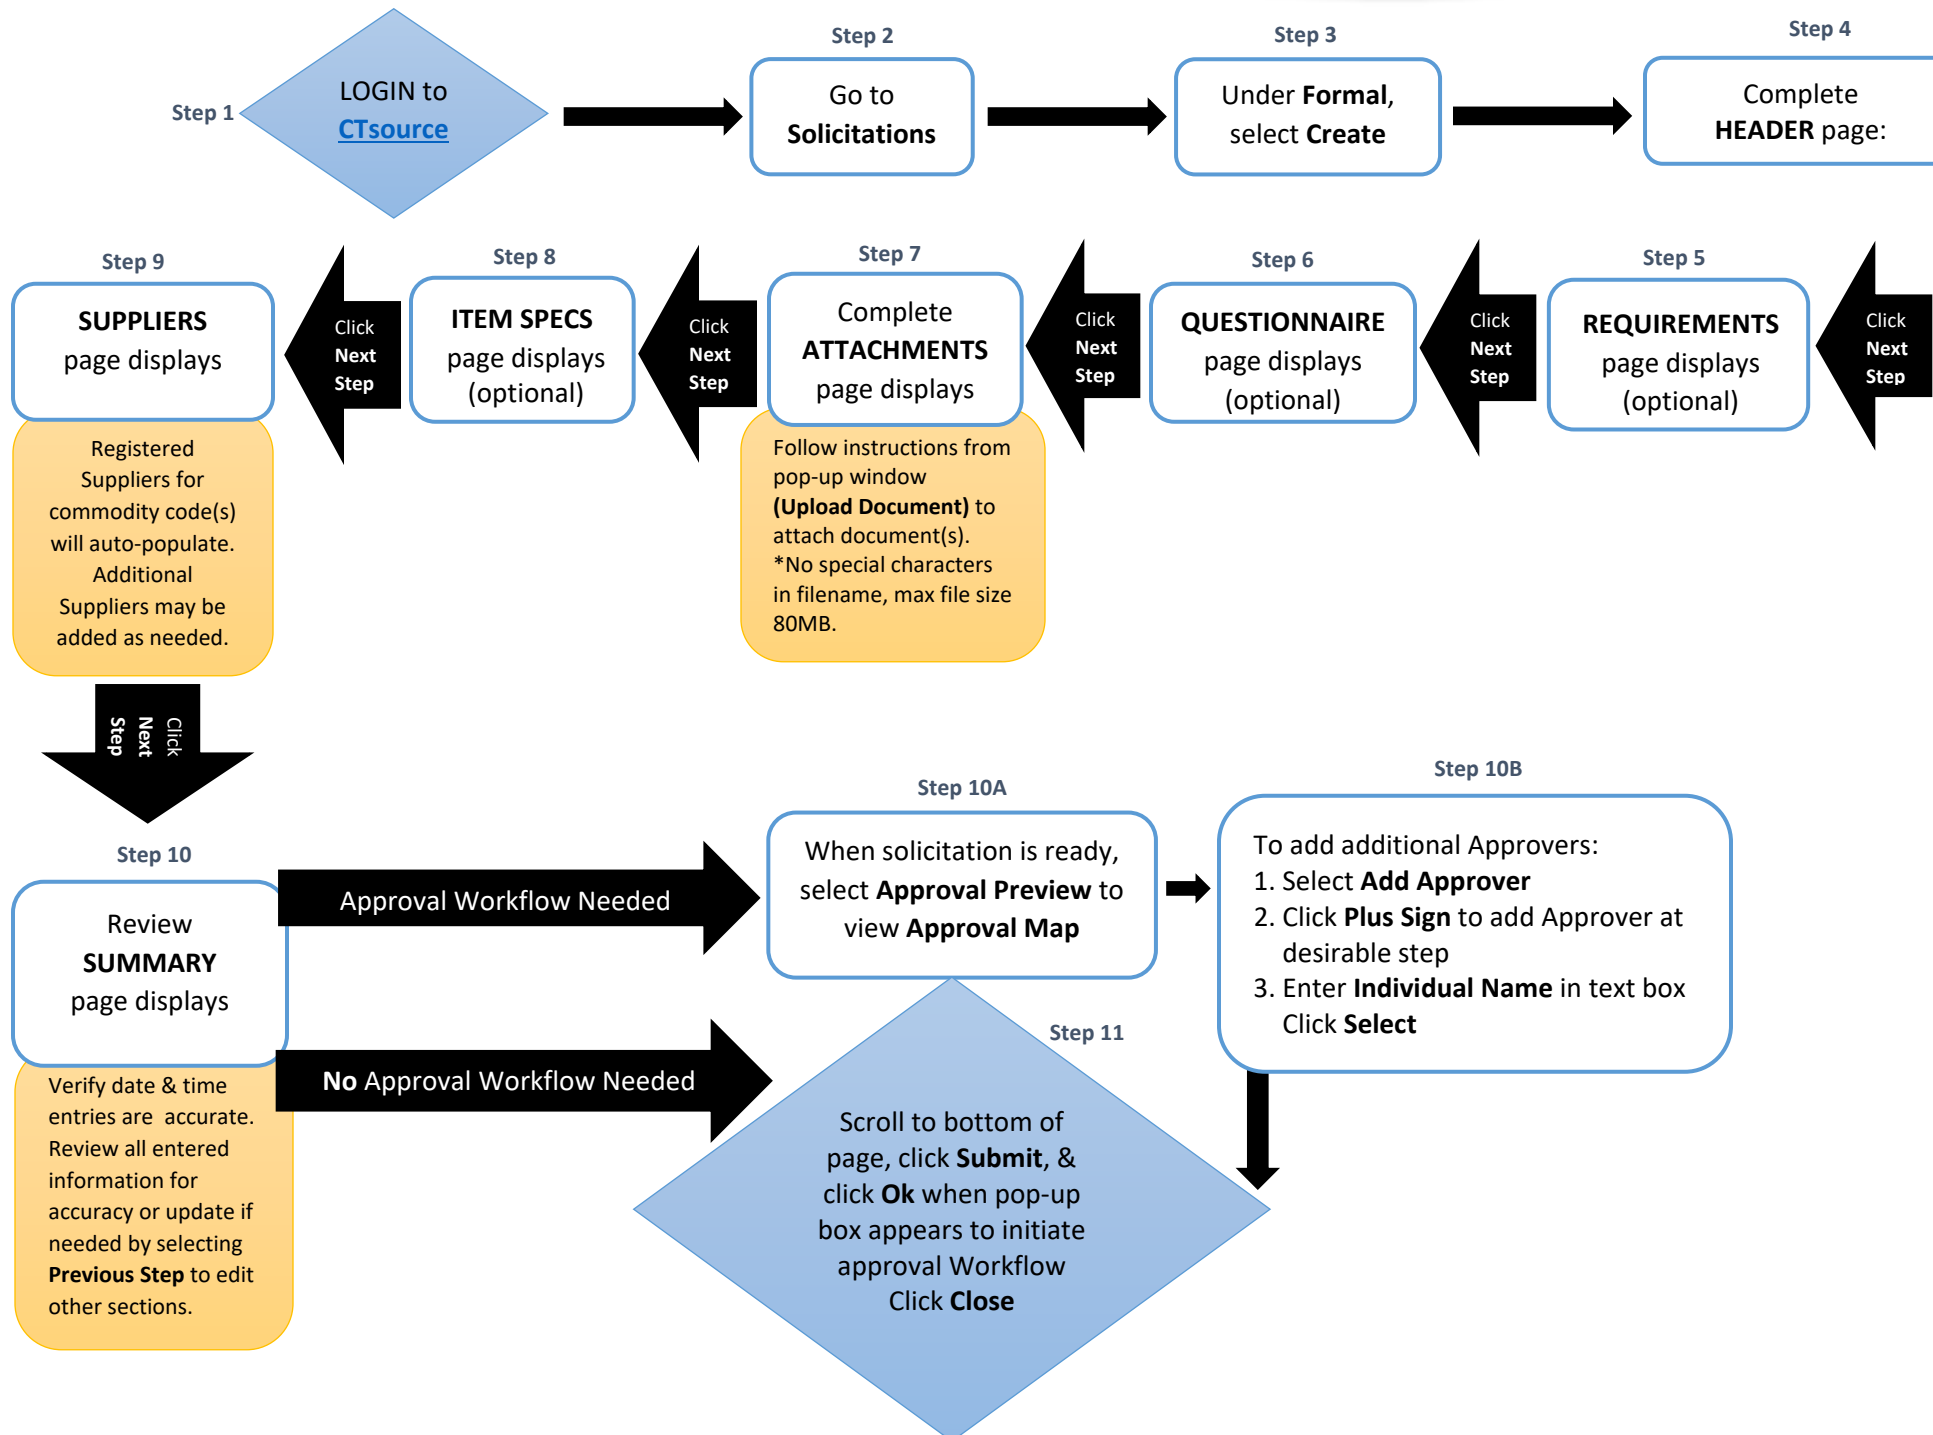 Step 1
LOGIN to
CTsource
Step 2
Go to
Solicitations
Step 3
Under Formal,
select Create
Step 4
Complete
HEADER page:
Click
Next
Step
Step 5
REQUIREMENTS
page displays
(optional)
Click
Next
Step
Step 6
QUESTIONNAIRE
page displays
(optional)
Click
Next
Step
Step 7
Complete
ATTACHMENTS
page displays
Follow instructions from
pop-up window
(Upload Document) to
attach document(s).
*No special characters
in filename, max file size
80MB.
Click
Next
Step
Step 8
ITEM SPECS
page displays
(optional)
Click
Next
Step
Step 9
SUPPLIERS
page displays
Registered
Suppliers for
commodity code(s)
will auto-populate.
Additional
Suppliers may be
added as needed.
Click
Next
Step
Step 10
Review
SUMMARY
page displays
Verify date & time
entries are  accurate.
Review all entered
information for
accuracy or update if
needed by selecting
Previous Step to edit
other sections.
Approval Workflow Needed
Step 10A
When solicitation is ready,
select Approval Preview to
view Approval Map
Step 10B
To add additional Approvers:
1. Select Add Approver
2. Click Plus Sign to add Approver at
desirable step
3. Enter Individual Name in text box
Click Select
No Approval Workflow Needed
Step 11
Scroll to bottom of
page, click Submit, &
click Ok when pop-up
box appears to initiate
approval Workflow
Click Close